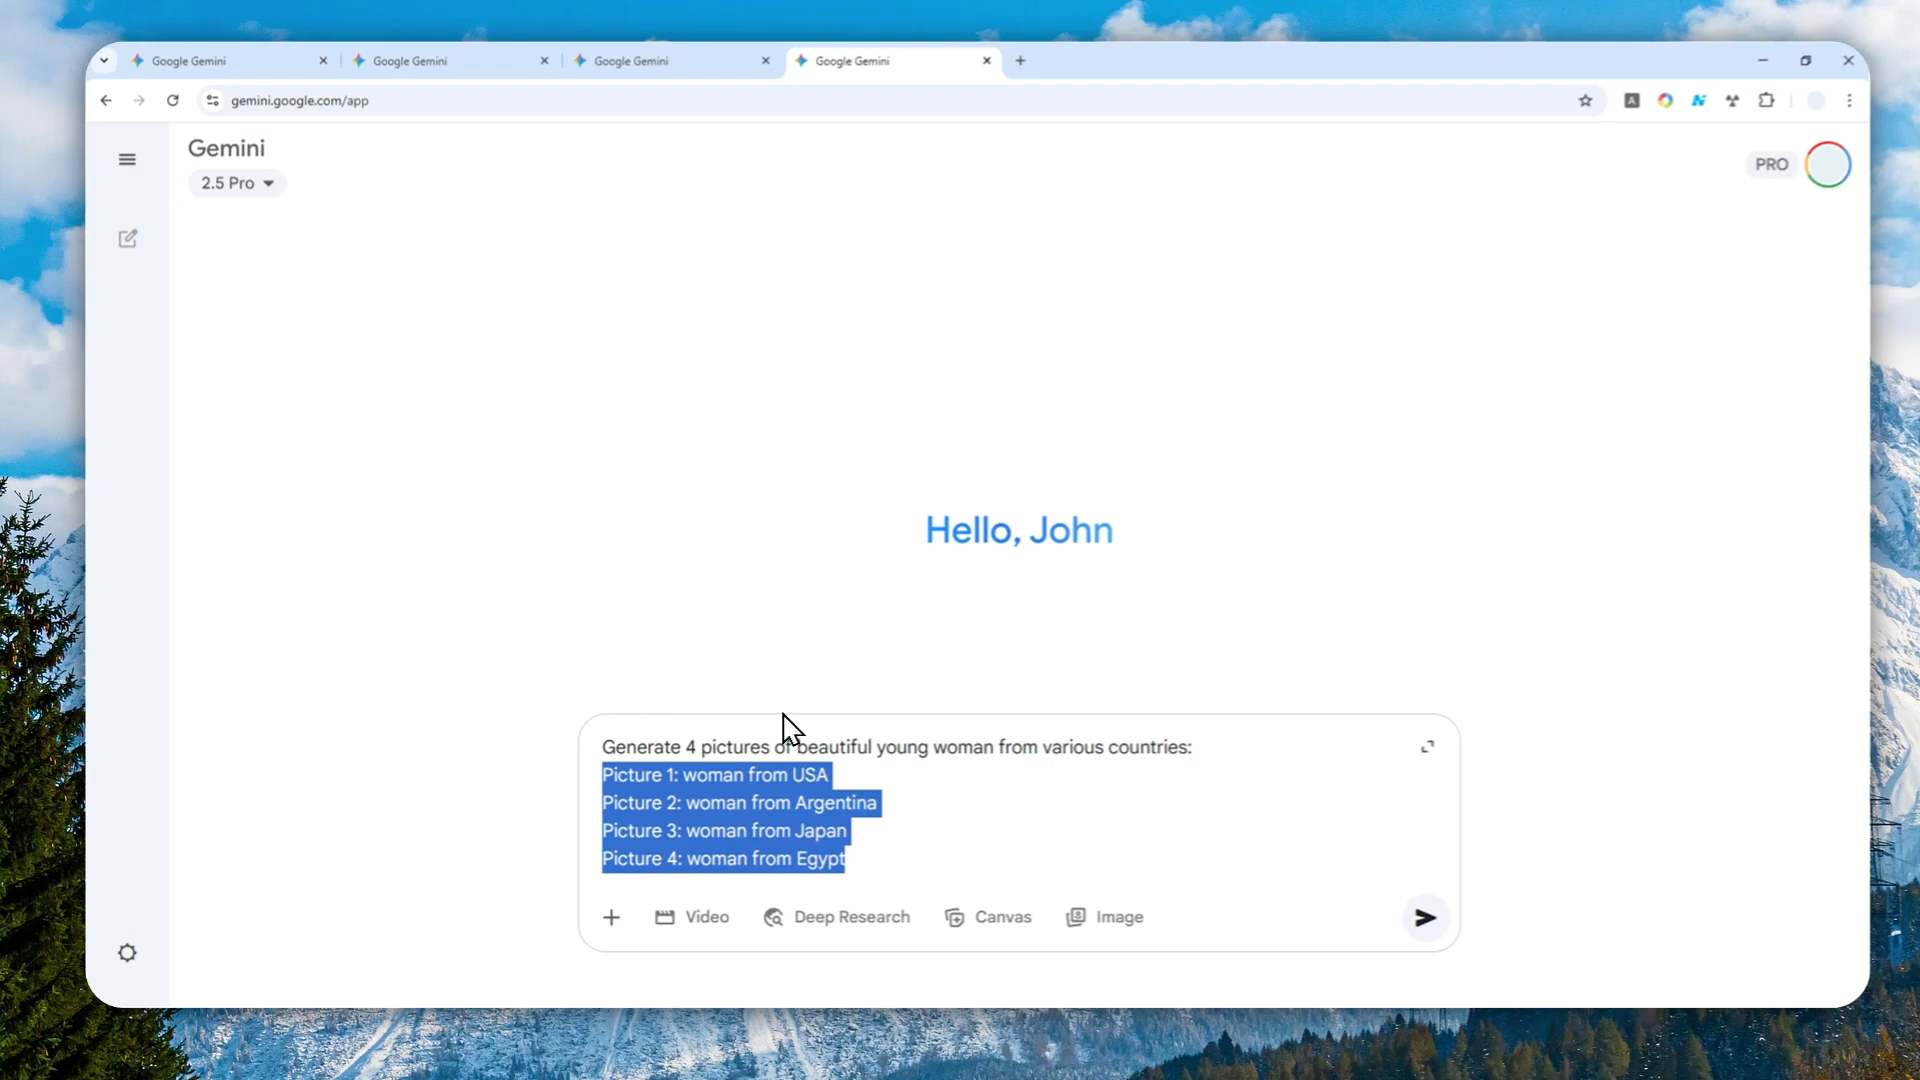 Google Gemini
Google Gemini
Google Gemini
Google Gemini
gemini.google.com/app
Gemini
2.5 Pro
PRO
Hello, John
Generate 4 pictures of beautiful young woman from various countries:
Picture 1: woman from USA
Picture 2: woman from Argentina
Picture 3: woman from Japan
Picture 4: woman from Egypt
Video
Deep Research
Canvas
Image